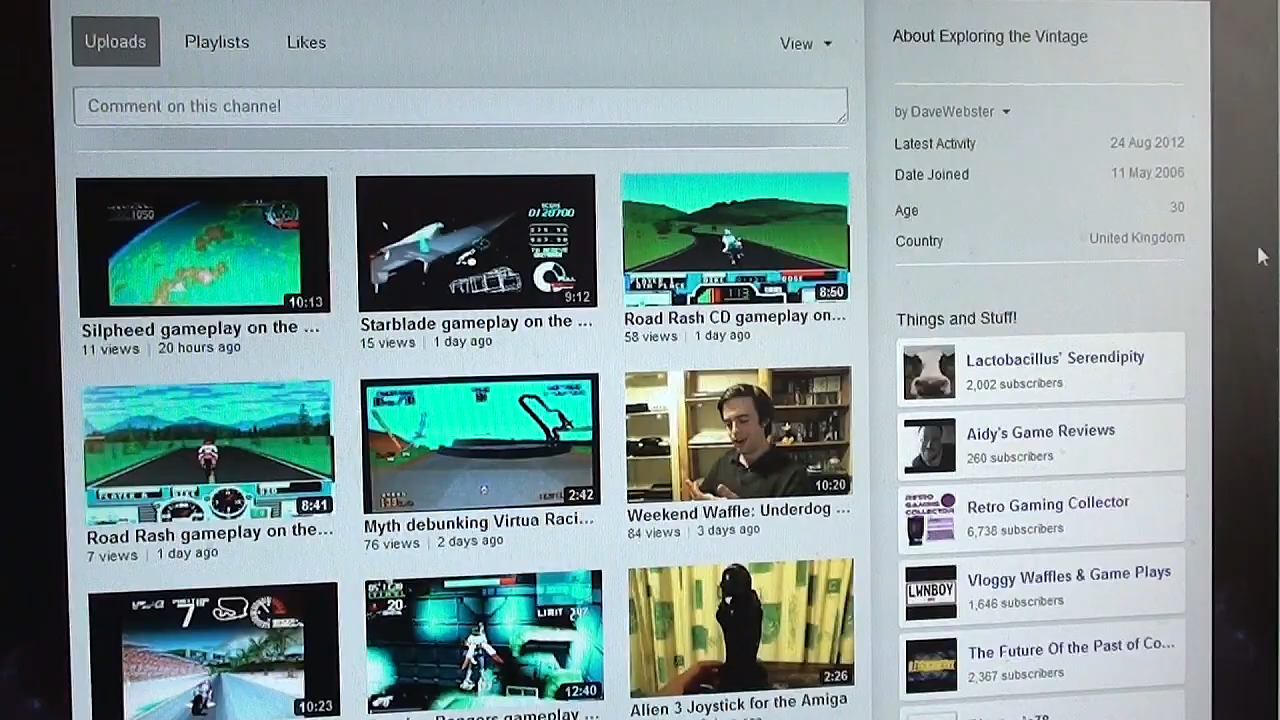 Uploads
Playlists
Likes
View
Comment on this channel
10:13
Silpheed gameplay on the ...
11 views | 20 hours ago
9:12
Starblade gameplay on the ...
15 views | 1 day ago
8:50
Road Rash CD gameplay on...
58 views | 1 day ago
8:41
Road Rash gameplay on the...
7 views | 1 day ago
2:42
Myth debunking Virtua Raci...
76 views | 2 days ago
10:20
Weekend Waffle: Underdog ...
84 views | 3 days ago
7
10:23
20
12:40
gameplay ...
2:26
Alien 3 Joystick for the Amiga
About Exploring the Vintage
by DaveWebster
Latest Activity 24 Aug 2012
Date Joined 11 May 2006
Age 30
Country United Kingdom
Things and Stuff!
Lactobacillus' Serendipity
2,002 subscribers
Aidy's Game Reviews
260 subscribers
RETRO
GAMING
COLLECTOR
Retro Gaming Collector
6,738 subscribers
LWNBOY
Vloggy Waffles & Game Plays
1,646 subscribers
The Future Of the Past of Co...
2,367 subscribers